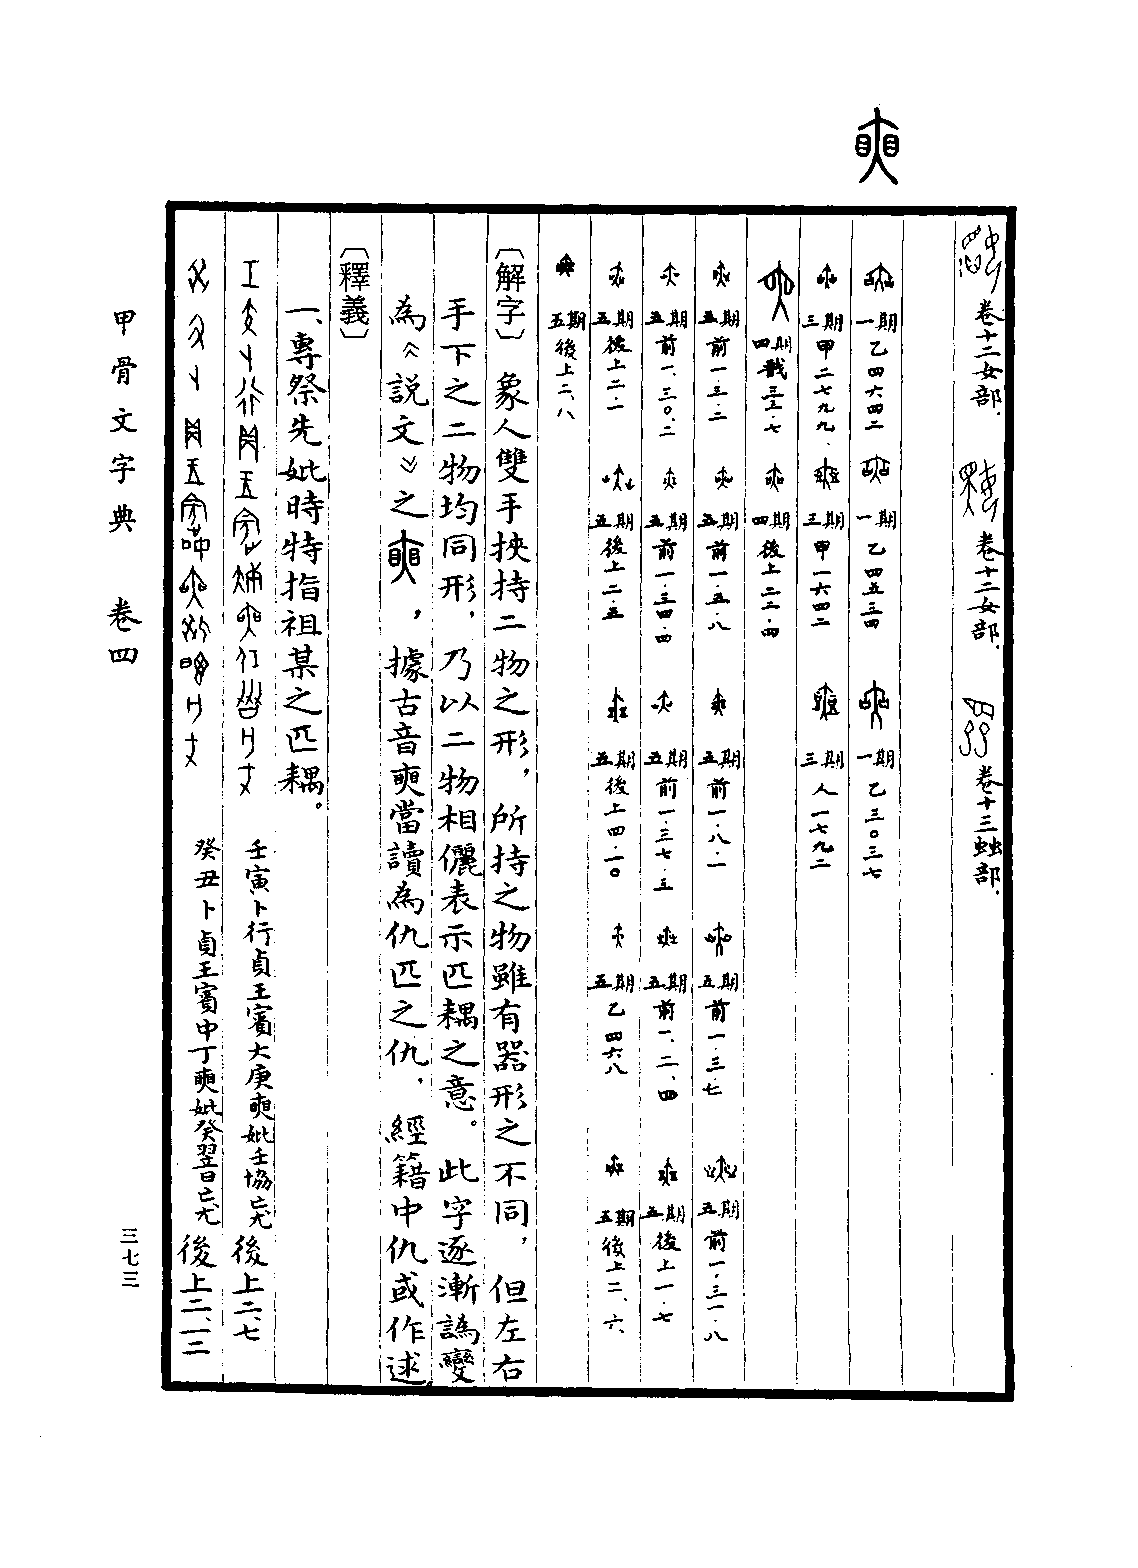 奭
卷十二女部. 卷十二女部. 卷十三䖵部.
一期 乙四六四二 一期 乙四五三四 一期 乙三〇三七
三期 甲二七九九. 三期 甲一六四二 三期 人一七九二
四期 戩三三.七 四期 後上二二.四
五期 前一.三.二 五期 前一.五.八 五期 前一.八.一 五期 前一.三.七 五期 前一.三一.八
五期 前一.三〇.二 五期 前一.三四.四 五期 前一.三七.五 五期 前一.二.四 五期 後上一.七
五期 後上二.一 五期 後上二.五 五期 後上四.一〇 五期 乙四六八 五期 後上二.六.
五期 後上二.八
〔解字〕 象人雙手挾持二物之形,所持之物雖有器形之不同,但左右
手下之二物均同形,乃以二物相儷表示匹耦之意。此字逐漸譌變
為《說文》之奭,據古音奭當讀為仇匹之仇.經籍中仇或作逑.
〔釋義〕
一、專祭先妣時特指祖某之匹耦。
壬寅卜行貞王賓大庚奭妣壬協亡尤 後上二.七
癸丑卜貞王賓中丁奭妣癸翌日亡尤 後上二.一二
甲骨文字典 卷四
三七三